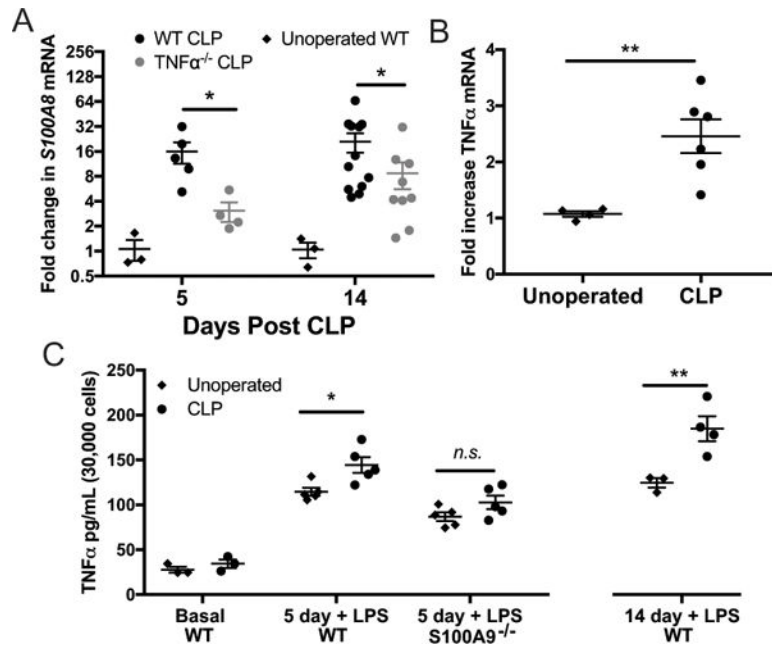 A
Fold change in S100A8 mRNA
256
128
64
32
16
8
4
2
1
0.5
WT CLP
Unoperated WT
TNFα-/- CLP
*
*
5
14
Days Post CLP
B
Fold increase TNFα mRNA
4
3
2
1
0
**
Unoperated
CLP
C
TNFα pg/mL (30,000 cells)
250
200
150
100
50
0
Unoperated
CLP
*
n.s.
**
Basal
WT
5 day + LPS
WT
5 day + LPS
S100A9-/-
14 day + LPS
WT